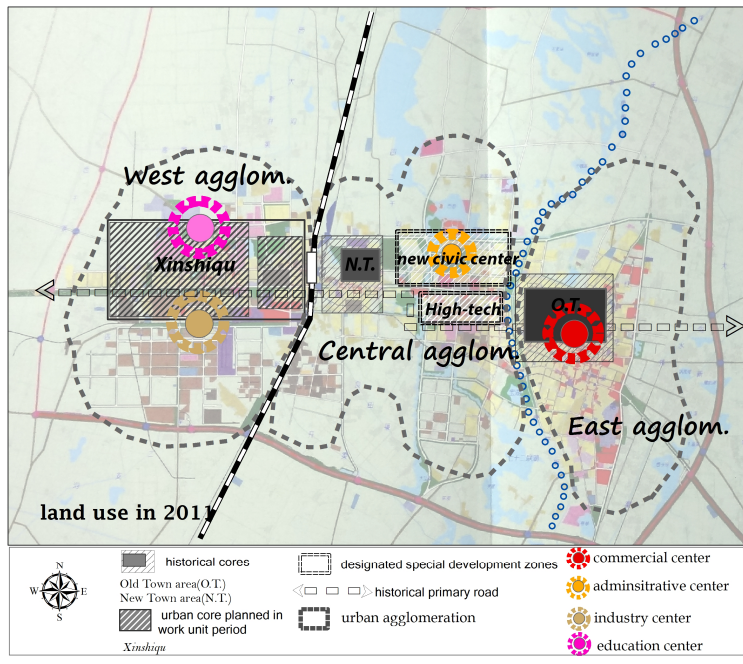 West agglom.
Xinshiqu
N.T.
new civic center
High-tech
O.T.
Central agglom.
East agglom.
land use in 2011
N
W
E
S
historical cores
Old Town area(O.T.)
New Town area(N.T.)
urban core planned in
work unit period
Xinshiqu
designated special development zones
historical primary road
urban agglomeration
commercial center
adminsitrative center
industry center
education center